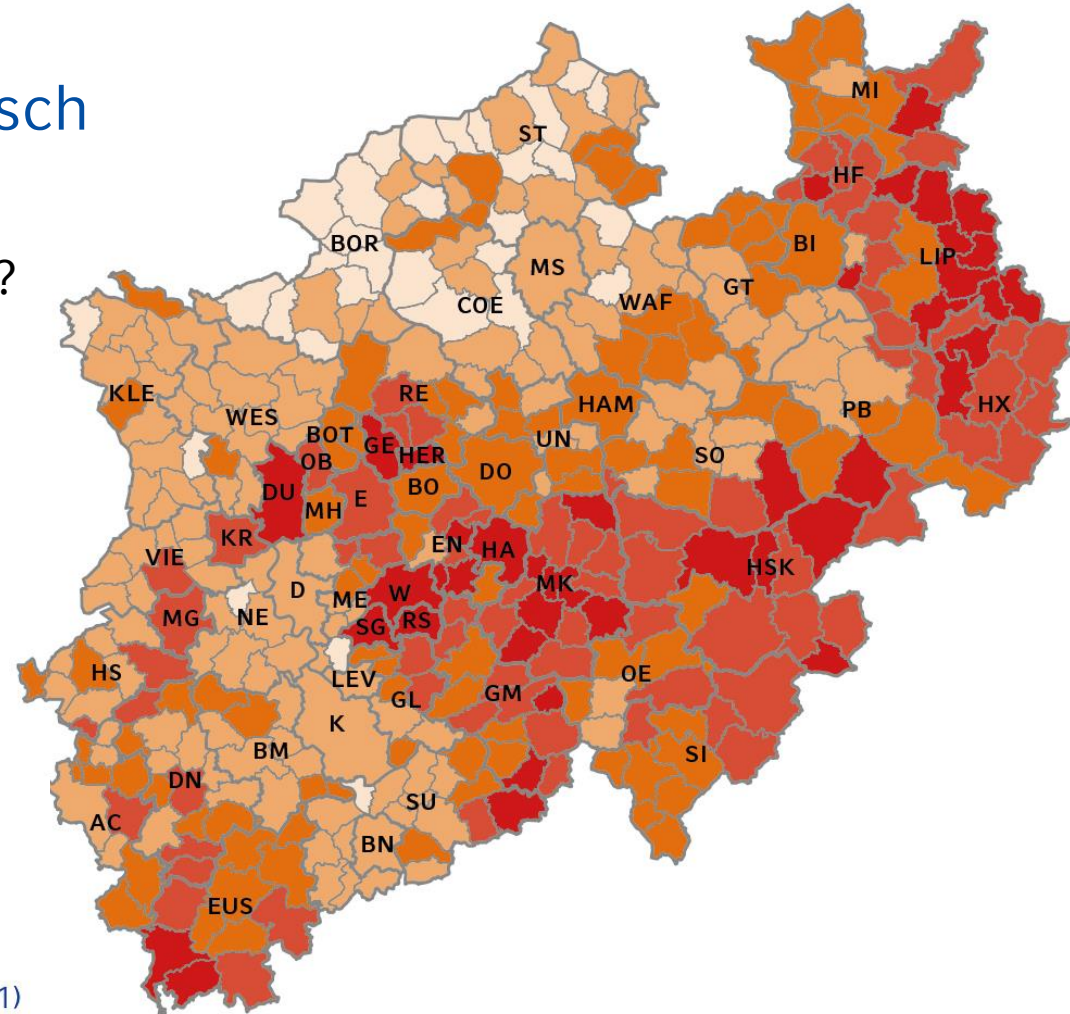 sch
?
MI
ST
HF
BOR
BI
LIP
MS
COE
GT
WAF
KLE
RE
HAM
HX
PB
WES
BOT
GE
UN
HER
SO
OB
DO
DU
BO
E
MH
KR
EN
HA
VIE
HSK
MK
D
W
ME
MG
NE
RS
SG
HS
LEV
OE
GL
GM
K
BM
SI
DN
SU
AC
BN
EUS
1)